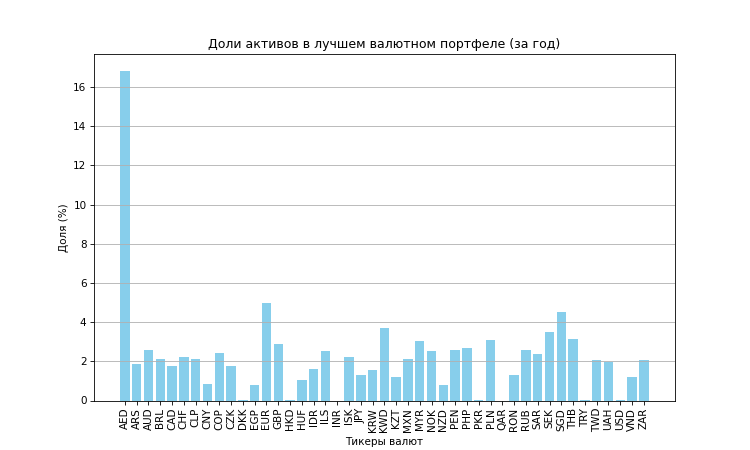 Доли активов в лучшем валютном портфеле (за год)
Доля (%)
16
14
12
10
8
6
4
2
0
AED ARS AUD BRL CAD CHF CLP CNY COP CZK DKK EGP EUR GBP HKD HUF IDR ILS INR ISK JPY KRW KWD KZT MXN MYR NOK NZD PEN PHP PKR PLN QAR RON RUB SAR SEK SGD THB TRY TWD UAH USD VND ZAR
Тикеры валют